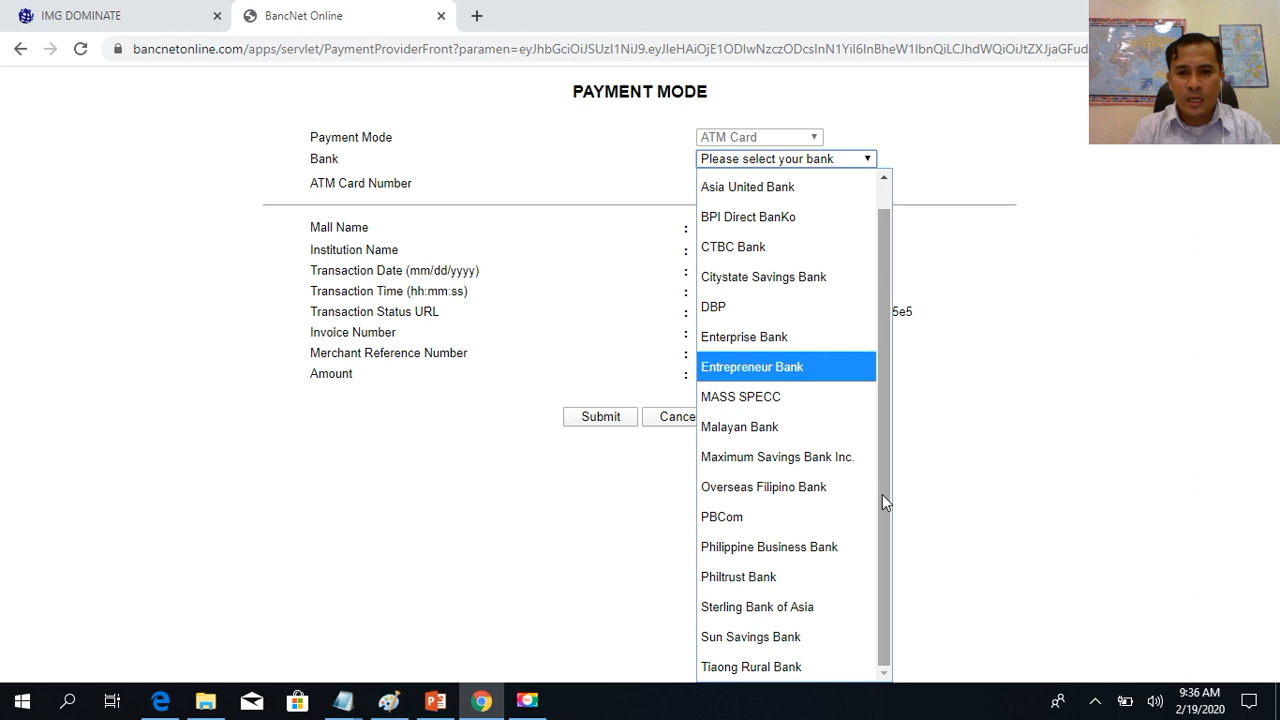 IMG DOMINATE
BancNet Online
bancnetonline.com/apps/servlet/PaymentProviderFront?paramen=eyJhbGciOiJSUzI1NiJ9.eyJleHAiOjE1ODIwNzczODcsInN1YiI6InBheW1lbnQiLCJhdWQiOiJtZXJjaGFud
PAYMENT MODE
Payment Mode
ATM Card
Bank
Please select your bank
ATM Card Number
Asia United Bank
BPI Direct BanKo
CTBC Bank
Citystate Savings Bank
DBP
Enterprise Bank
Entrepreneur Bank
MASS SPECC
Malayan Bank
Maximum Savings Bank Inc.
Overseas Filipino Bank
PBCom
Philippine Business Bank
Philtrust Bank
Sterling Bank of Asia
Sun Savings Bank
Tiaong Rural Bank
Mall Name :
Institution Name :
Transaction Date (mm/dd/yyyy) :
Transaction Time (hh:mm:ss) :
Transaction Status URL : 5e5
Invoice Number :
Merchant Reference Number :
Amount :
Submit
Cance
9:36 AM
2/19/2020